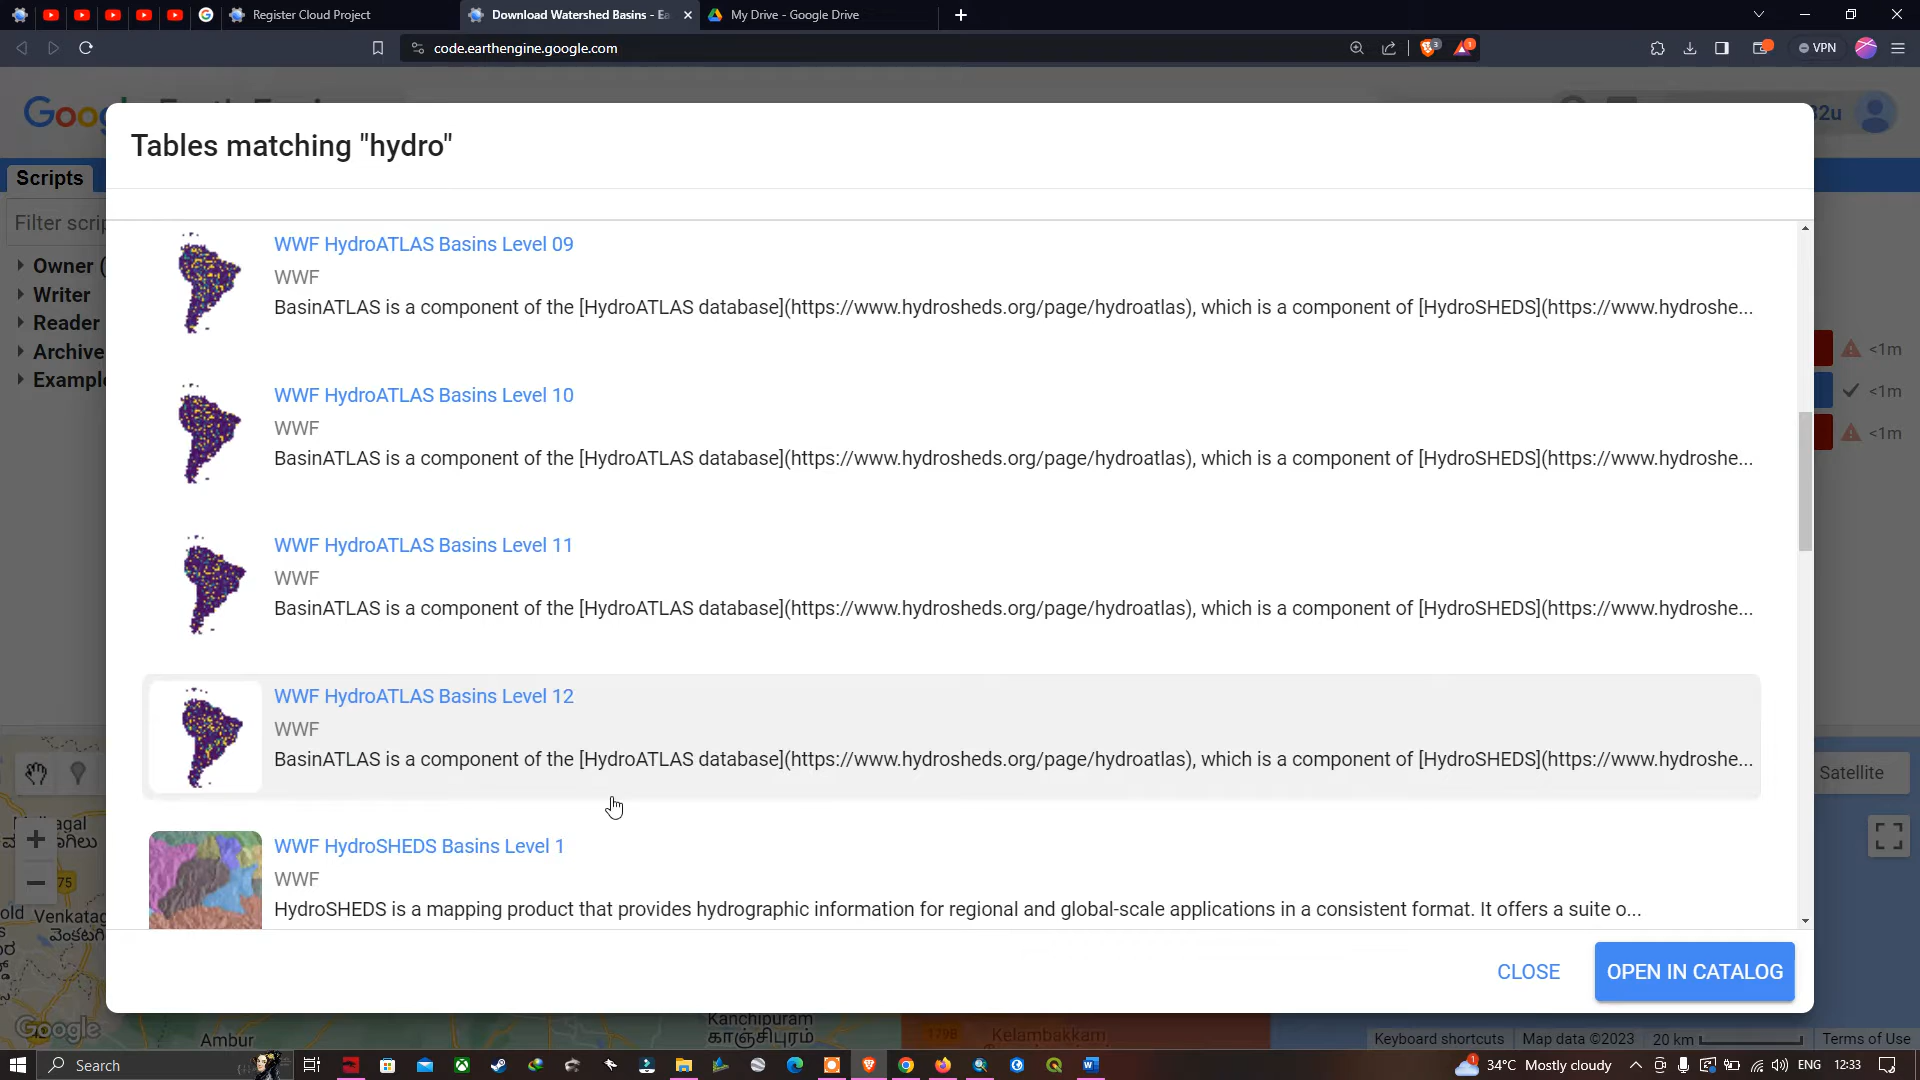 Register Cloud Project
Download Watershed Basins - Ea
My Drive - Google Drive
code.earthengine.google.com
VPN
32u
Tables matching "hydro"
Scripts
Filter scrip
Owner (
Writer
Reader
Archive
Example
WWF HydroATLAS Basins Level 09
WWF
BasinATLAS is a component of the [HydroATLAS database](https://www.hydrosheds.org/page/hydroatlas), which is a component of [HydroSHEDS](https://www.hydroshe...
<1m
WWF HydroATLAS Basins Level 10
<1m
WWF
<1m
BasinATLAS is a component of the [HydroATLAS database](https://www.hydrosheds.org/page/hydroatlas), which is a component of [HydroSHEDS](https://www.hydroshe...
WWF HydroATLAS Basins Level 11
WWF
BasinATLAS is a component of the [HydroATLAS database](https://www.hydrosheds.org/page/hydroatlas), which is a component of [HydroSHEDS](https://www.hydroshe...
WWF HydroATLAS Basins Level 12
WWF
BasinATLAS is a component of the [HydroATLAS database](https://www.hydrosheds.org/page/hydroatlas), which is a component of [HydroSHEDS](https://www.hydroshe...
Satellite
WWF HydroSHEDS Basins Level 1
WWF
HydroSHEDS is a mapping product that provides hydrographic information for regional and global-scale applications in a consistent format. It offers a suite o...
75
Venkatag
CLOSE
OPEN IN CATALOG
Google
Ambur
Kanchipuram
காஞ்சிபுரம்
179B
Kelambakkam
Keyboard shortcuts
Map data ©2023
20 km
Terms of Use
Search
34°C Mostly cloudy
ENG
12:33